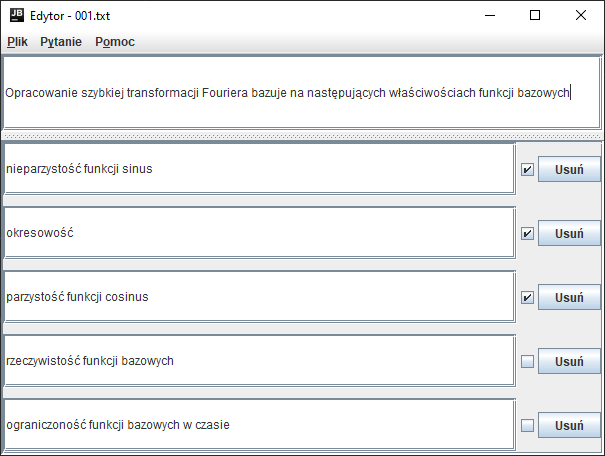 JB
Edytor - 001.txt
Plik Pytanie Pomoc
Opracowanie szybkiej transformacji Fouriera bazuje na następujących właściwościach funkcji bazowych
nieparzystość funkcji sinus Usuń
okresowość Usuń
parzystość funkcji cosinus Usuń
rzeczywistość funkcji bazowych Usuń
ograniczoność funkcji bazowych w czasie Usuń